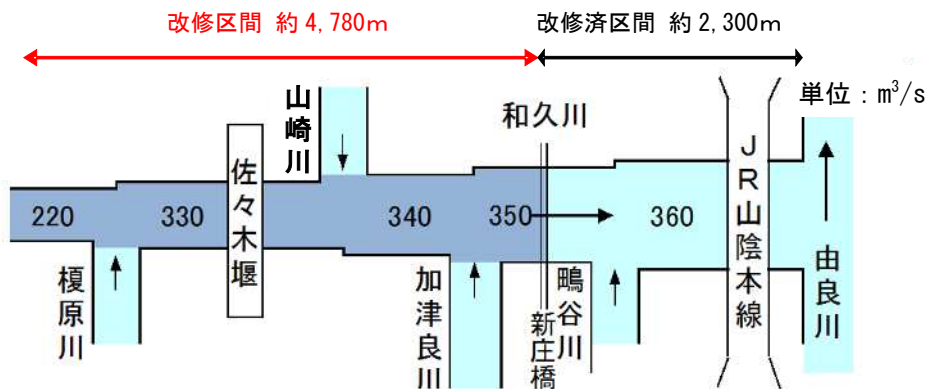 改修区間 約4,780m
改修済区間 約2,300m
単位：m³/s
山崎川
和久川
佐々木堰
JR山陰本線
220
330
340
350
360
榎原川
加津良川
新庄橋
鴫谷川
由良川